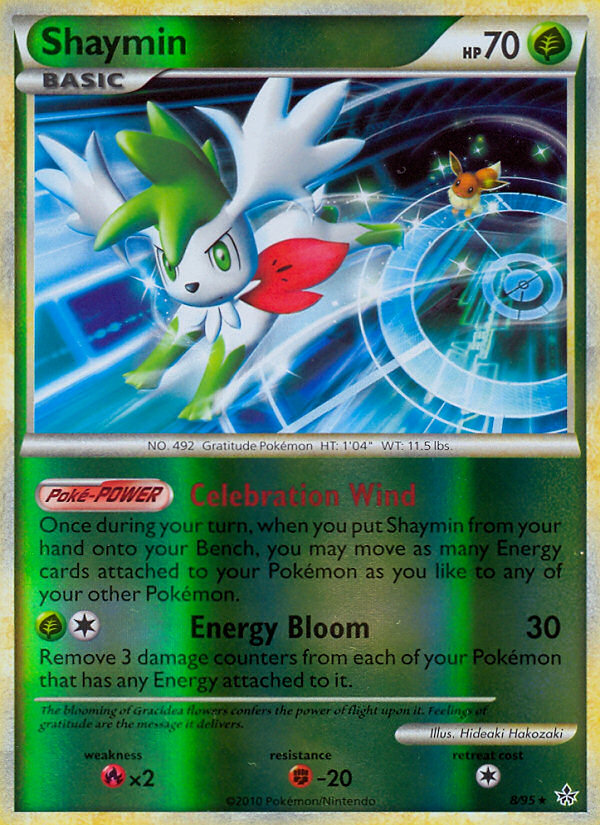 Shaymin
HP 70
BASIC
NO. 492 Gratitude Pokémon HT: 1'04" WT: 11.5 lbs.
Poké-POWER Celebration Wind
Once during your turn, when you put Shaymin from your
hand onto your Bench, you may move as many Energy
cards attached to your Pokémon as you like to any of
your other Pokémon.
Energy Bloom 30
Remove 3 damage counters from each of your Pokémon
that has any Energy attached to it.
The blooming of Gracidea flowers confers the power of flight upon it. Feelings of
gratitude are the message it delivers.
Illus. Hideaki Hakozaki
weakness resistance retreat cost
×2 -20
©2010 Pokémon/Nintendo 8/95 ★